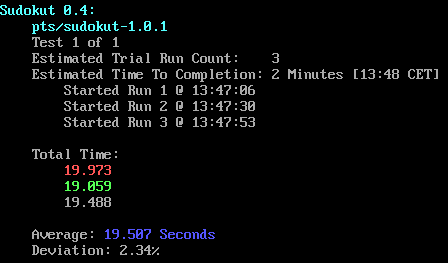 Sudokut 0.4:
pts/sudokut-1.0.1
Test 1 of 1
Estimated Trial Run Count:    3
Estimated Time To Completion: 2 Minutes [13:48 CET]
Started Run 1 @ 13:47:06
Started Run 2 @ 13:47:30
Started Run 3 @ 13:47:53
Total Time:
19.973
19.059
19.488
Average: 19.507 Seconds
Deviation: 2.34%